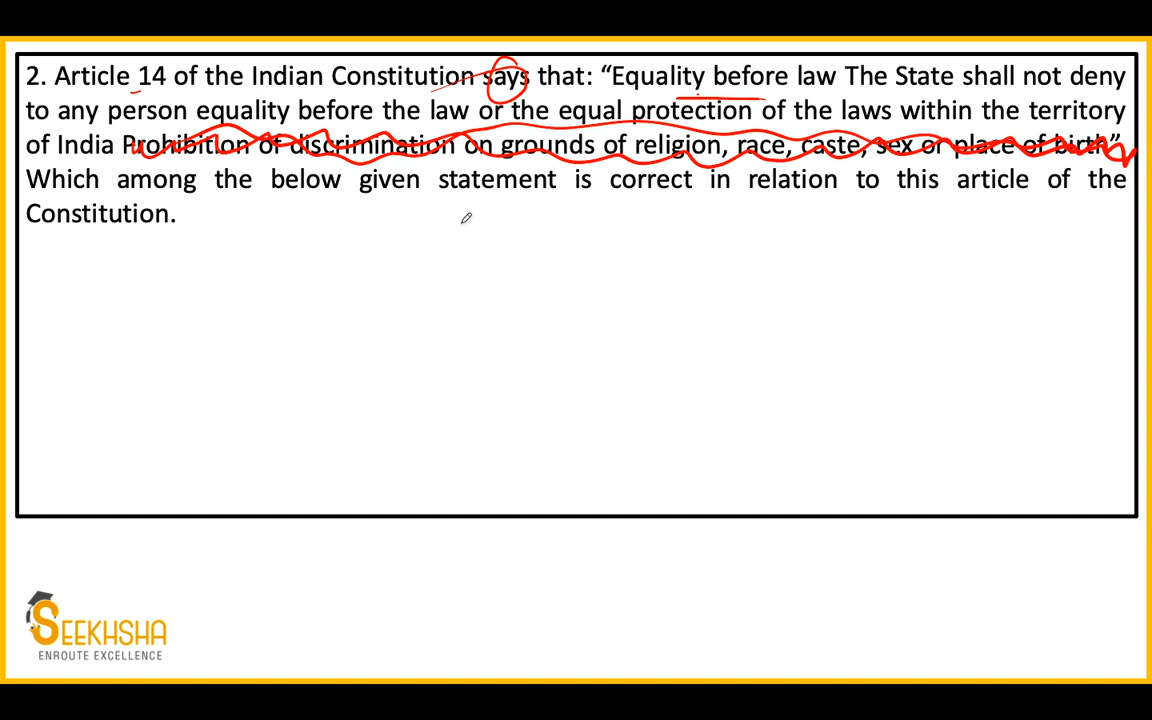 2. Article 14 of the Indian Constitution says that: “Equality before law The State shall not deny
to any person equality before the law or the equal protection of the laws within the territory
of India Prohibition of discrimination on grounds of religion, race, caste, sex or place of birth”
Which among the below given statement is correct in relation to this article of the
Constitution.
SEEKHSHA
ENROUTE EXCELLENCE